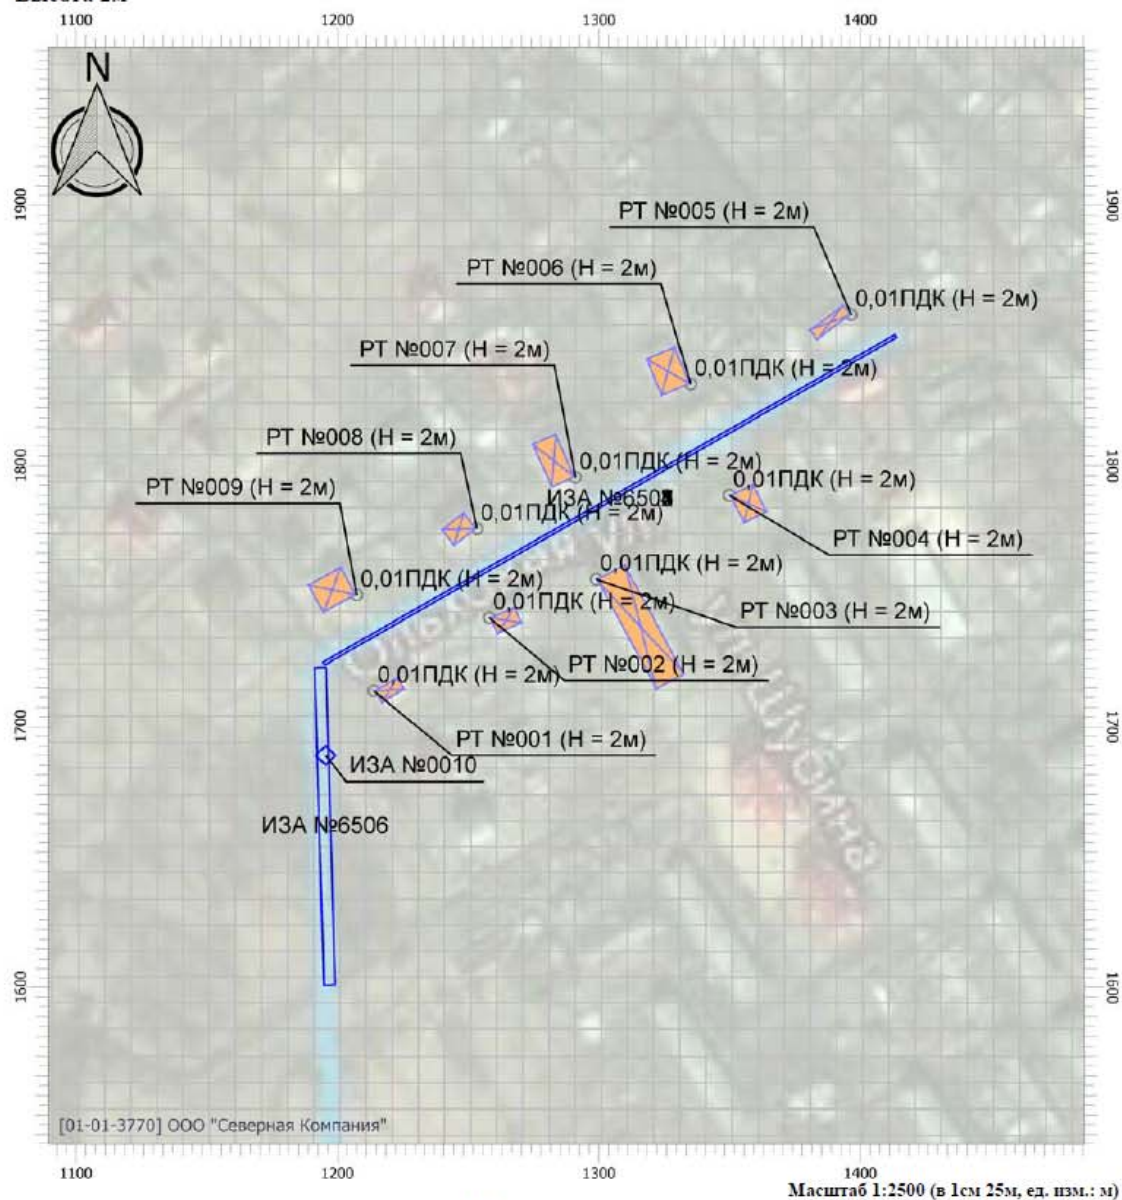 1100 1200 1300 1400
N
1900
1900
РТ №005 (Н = 2м)
0,01ПДК (Н = 2м)
РТ №006 (Н = 2м)
0,01ПДК (Н = 2м)
РТ №007 (Н = 2м)
0,01ПДК (Н = 2м)
РТ №008 (Н = 2м)
0,01ПДК (Н = 2м)
1800
1800
РТ №009 (Н = 2м)
0,01ПДК (Н = 2м)
0,01ПДК (Н = 2м)
РТ №004 (Н = 2м)
0,01ПДК (Н = 2м)
РТ №003 (Н = 2м)
0,01ПДК (Н = 2м)
РТ №002 (Н = 2м)
0,01ПДК (Н = 2м)
РТ №001 (Н = 2м)
1700
1700
ИЗА №0010
ИЗА №6506
Шубина
1600
1600
[01-01-3770] ООО "Северная Компания"
1100 1200 1300 1400
Масштаб 1:2500 (в 1см 25м, ед. изм.: м)